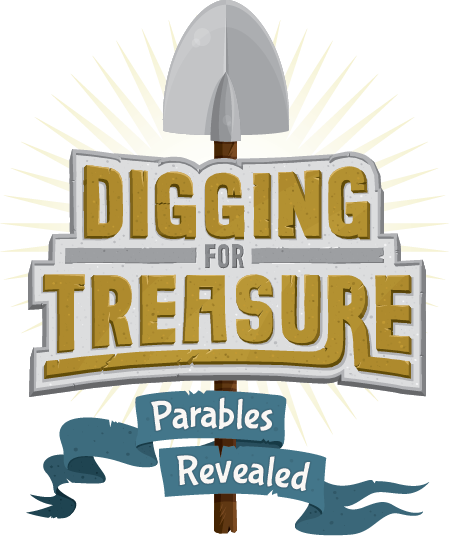 DIGGING
FOR
TREASURE
Parables
Revealed